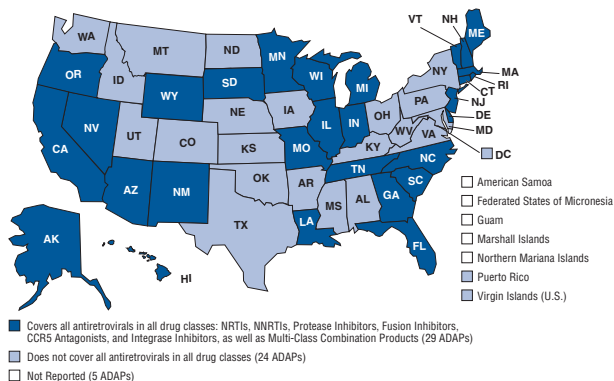 VT
NH
WA
ME
MT
ND
OR
MN
ID
SD
WI
NY
MA
WY
MI
RI
CT
IA
PA
NJ
NE
OH
NV
DE
IL
IN
UT
MD
WV
CO
VA
CA
KS
MO
KY
DC
NC
TN
OK
AZ
NM
AR
SC
MS
AL
GA
TX
LA
AK
FL
HI
American Samoa
Federated States of Micronesia
Guam
Marshall Islands
Northern Mariana Islands
Puerto Rico
Virgin Islands (U.S.)
Covers all antiretrovirals in all drug classes: NRTIs, NNRTIs, Protease Inhibitors, Fusion Inhibitors,
CCR5 Antagonists, and Integrase Inhibitors, as well as Multi-Class Combination Products (29 ADAPs)
Does not cover all antiretrovirals in all drug classes (24 ADAPs)
Not Reported (5 ADAPs)